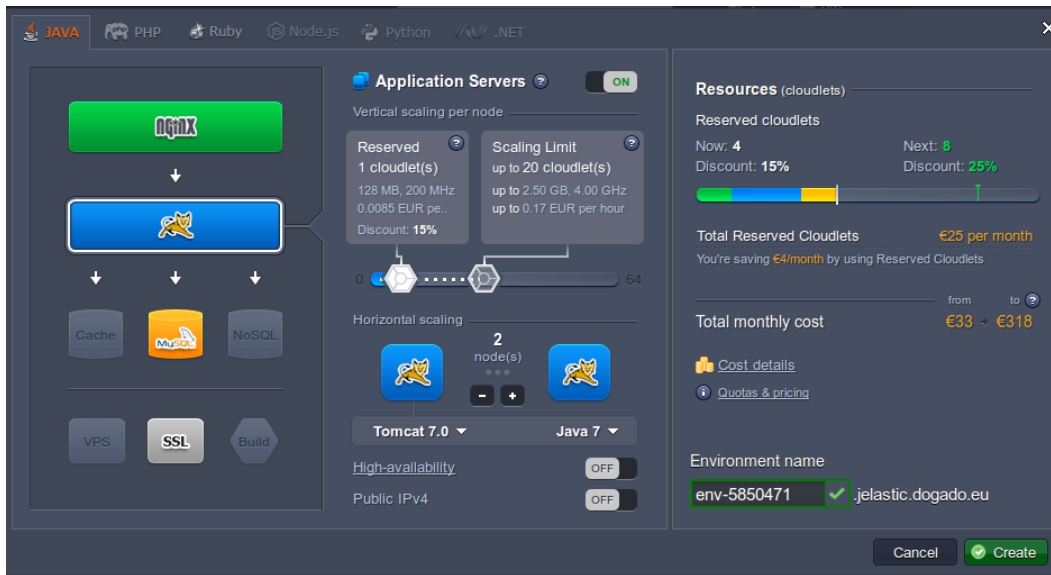 JAVA PHP Ruby Node.js Python .NET
NGINX
Cache MySQL NoSQL
VPS SSL Build
Application Servers ? ON
Vertical scaling per node
Reserved ?
1 cloudlet(s)
128 MB, 200 MHz
0.0085 EUR pe..
Discount: 15%
Scaling Limit ?
up to 20 cloudlet(s)
up to 2.50 GB, 4.00 GHz
up to 0.17 EUR per hour
0 64
Horizontal scaling
2
node(s)
- +
Tomcat 7.0 Java 7
High-availability OFF
Public IPv4 OFF
Resources (cloudlets)
Reserved cloudlets
Now: 4 Next: 8
Discount: 15% Discount: 25%
Total Reserved Cloudlets €25 per month
You're saving €4/month by using Reserved Cloudlets
from to ?
Total monthly cost €33 €318
Cost details
Quotas & pricing
Environment name
env-5850471 .jelastic.dogado.eu
Cancel Create